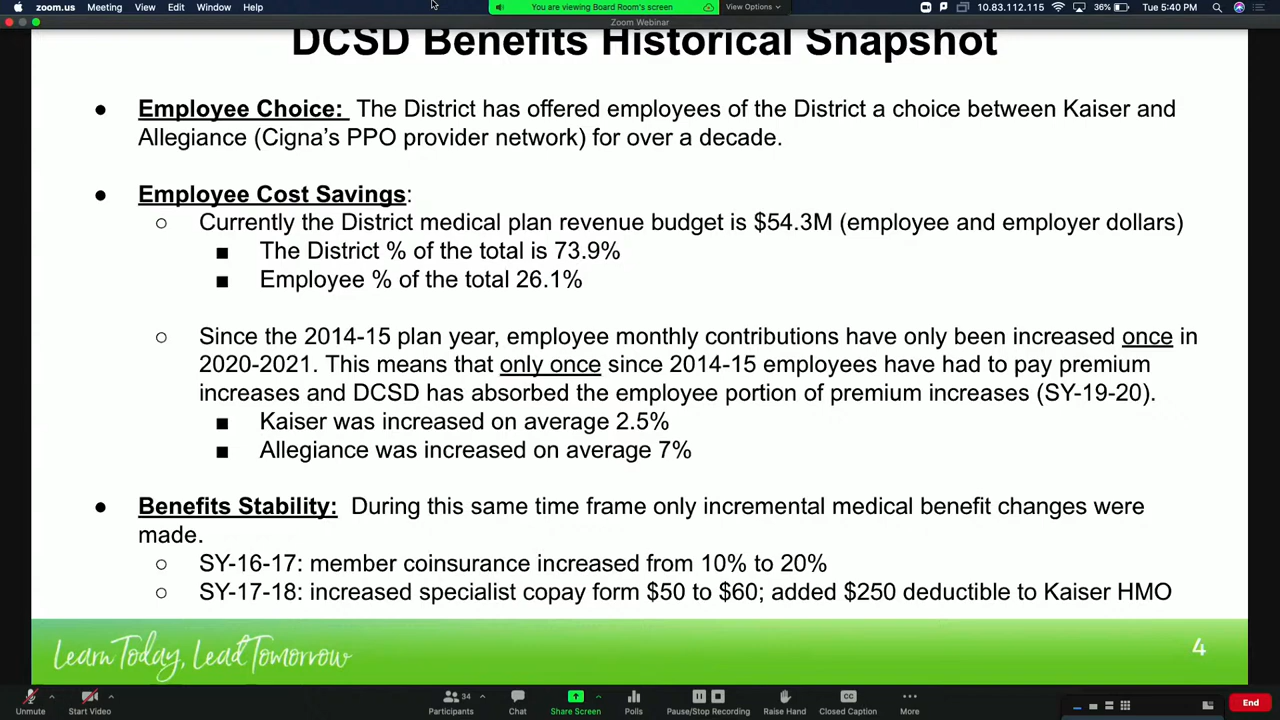 zoom.us Meeting View Edit Window Help
You are viewing Board Room's screen
View Options
10.83.112.115 36% Tue 5:40 PM
Zoom Webinar
DCSD Benefits Historical Snapshot
● Employee Choice: The District has offered employees of the District a choice between Kaiser and
Allegiance (Cigna's PPO provider network) for over a decade.
● Employee Cost Savings:
○ Currently the District medical plan revenue budget is $54.3M (employee and employer dollars)
■ The District % of the total is 73.9%
■ Employee % of the total 26.1%
○ Since the 2014-15 plan year, employee monthly contributions have only been increased once in
2020-2021. This means that only once since 2014-15 employees have had to pay premium
increases and DCSD has absorbed the employee portion of premium increases (SY-19-20).
■ Kaiser was increased on average 2.5%
■ Allegiance was increased on average 7%
● Benefits Stability: During this same time frame only incremental medical benefit changes were
made.
○ SY-16-17: member coinsurance increased from 10% to 20%
○ SY-17-18: increased specialist copay form $50 to $60; added $250 deductible to Kaiser HMO
Learn Today, Lead Tomorrow
4
34
Unmute Start Video Participants Chat Share Screen Polls Pause/Stop Recording Raise Hand Closed Caption More End